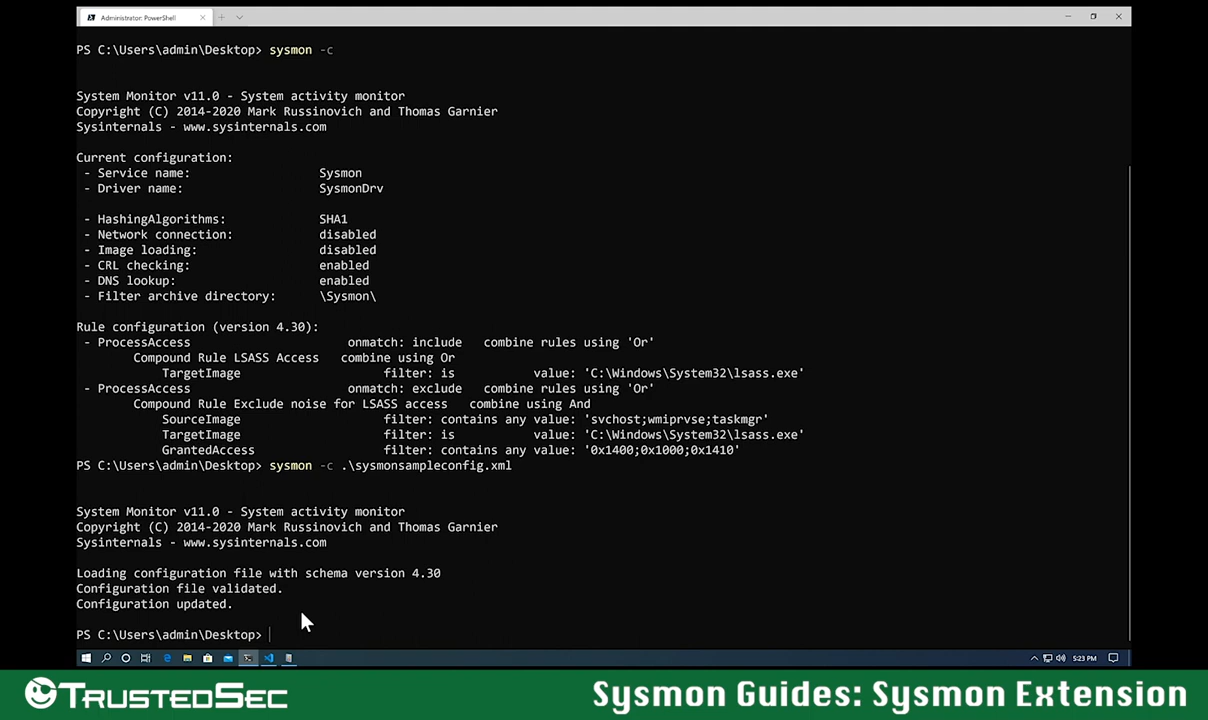 Administrator: PowerShell
PS C:\Users\admin\Desktop> sysmon -c
System Monitor v11.0 - System activity monitor
Copyright (C) 2014-2020 Mark Russinovich and Thomas Garnier
Sysinternals - www.sysinternals.com
Current configuration:
- Service name: Sysmon
- Driver name: SysmonDrv
- HashingAlgorithms: SHA1
- Network connection: disabled
- Image loading: disabled
- CRL checking: enabled
- DNS lookup: enabled
- Filter archive directory: \Sysmon\
Rule configuration (version 4.30):
- ProcessAccess onmatch: include combine rules using 'Or'
Compound Rule LSASS Access combine using Or
TargetImage filter: is value: 'C:\Windows\System32\lsass.exe'
- ProcessAccess onmatch: exclude combine rules using 'Or'
Compound Rule Exclude noise for LSASS access combine using And
SourceImage filter: contains any value: 'svchost;wmiprvse;taskmgr'
TargetImage filter: is value: 'C:\Windows\System32\lsass.exe'
GrantedAccess filter: contains any value: '0x1400;0x1000;0x1410'
PS C:\Users\admin\Desktop> sysmon -c .\sysmonsampleconfig.xml
System Monitor v11.0 - System activity monitor
Copyright (C) 2014-2020 Mark Russinovich and Thomas Garnier
Sysinternals - www.sysinternals.com
Loading configuration file with schema version 4.30
Configuration file validated.
Configuration updated.
PS C:\Users\admin\Desktop>
5:23 PM
TRUSTEDSEC
Sysmon Guides: Sysmon Extension